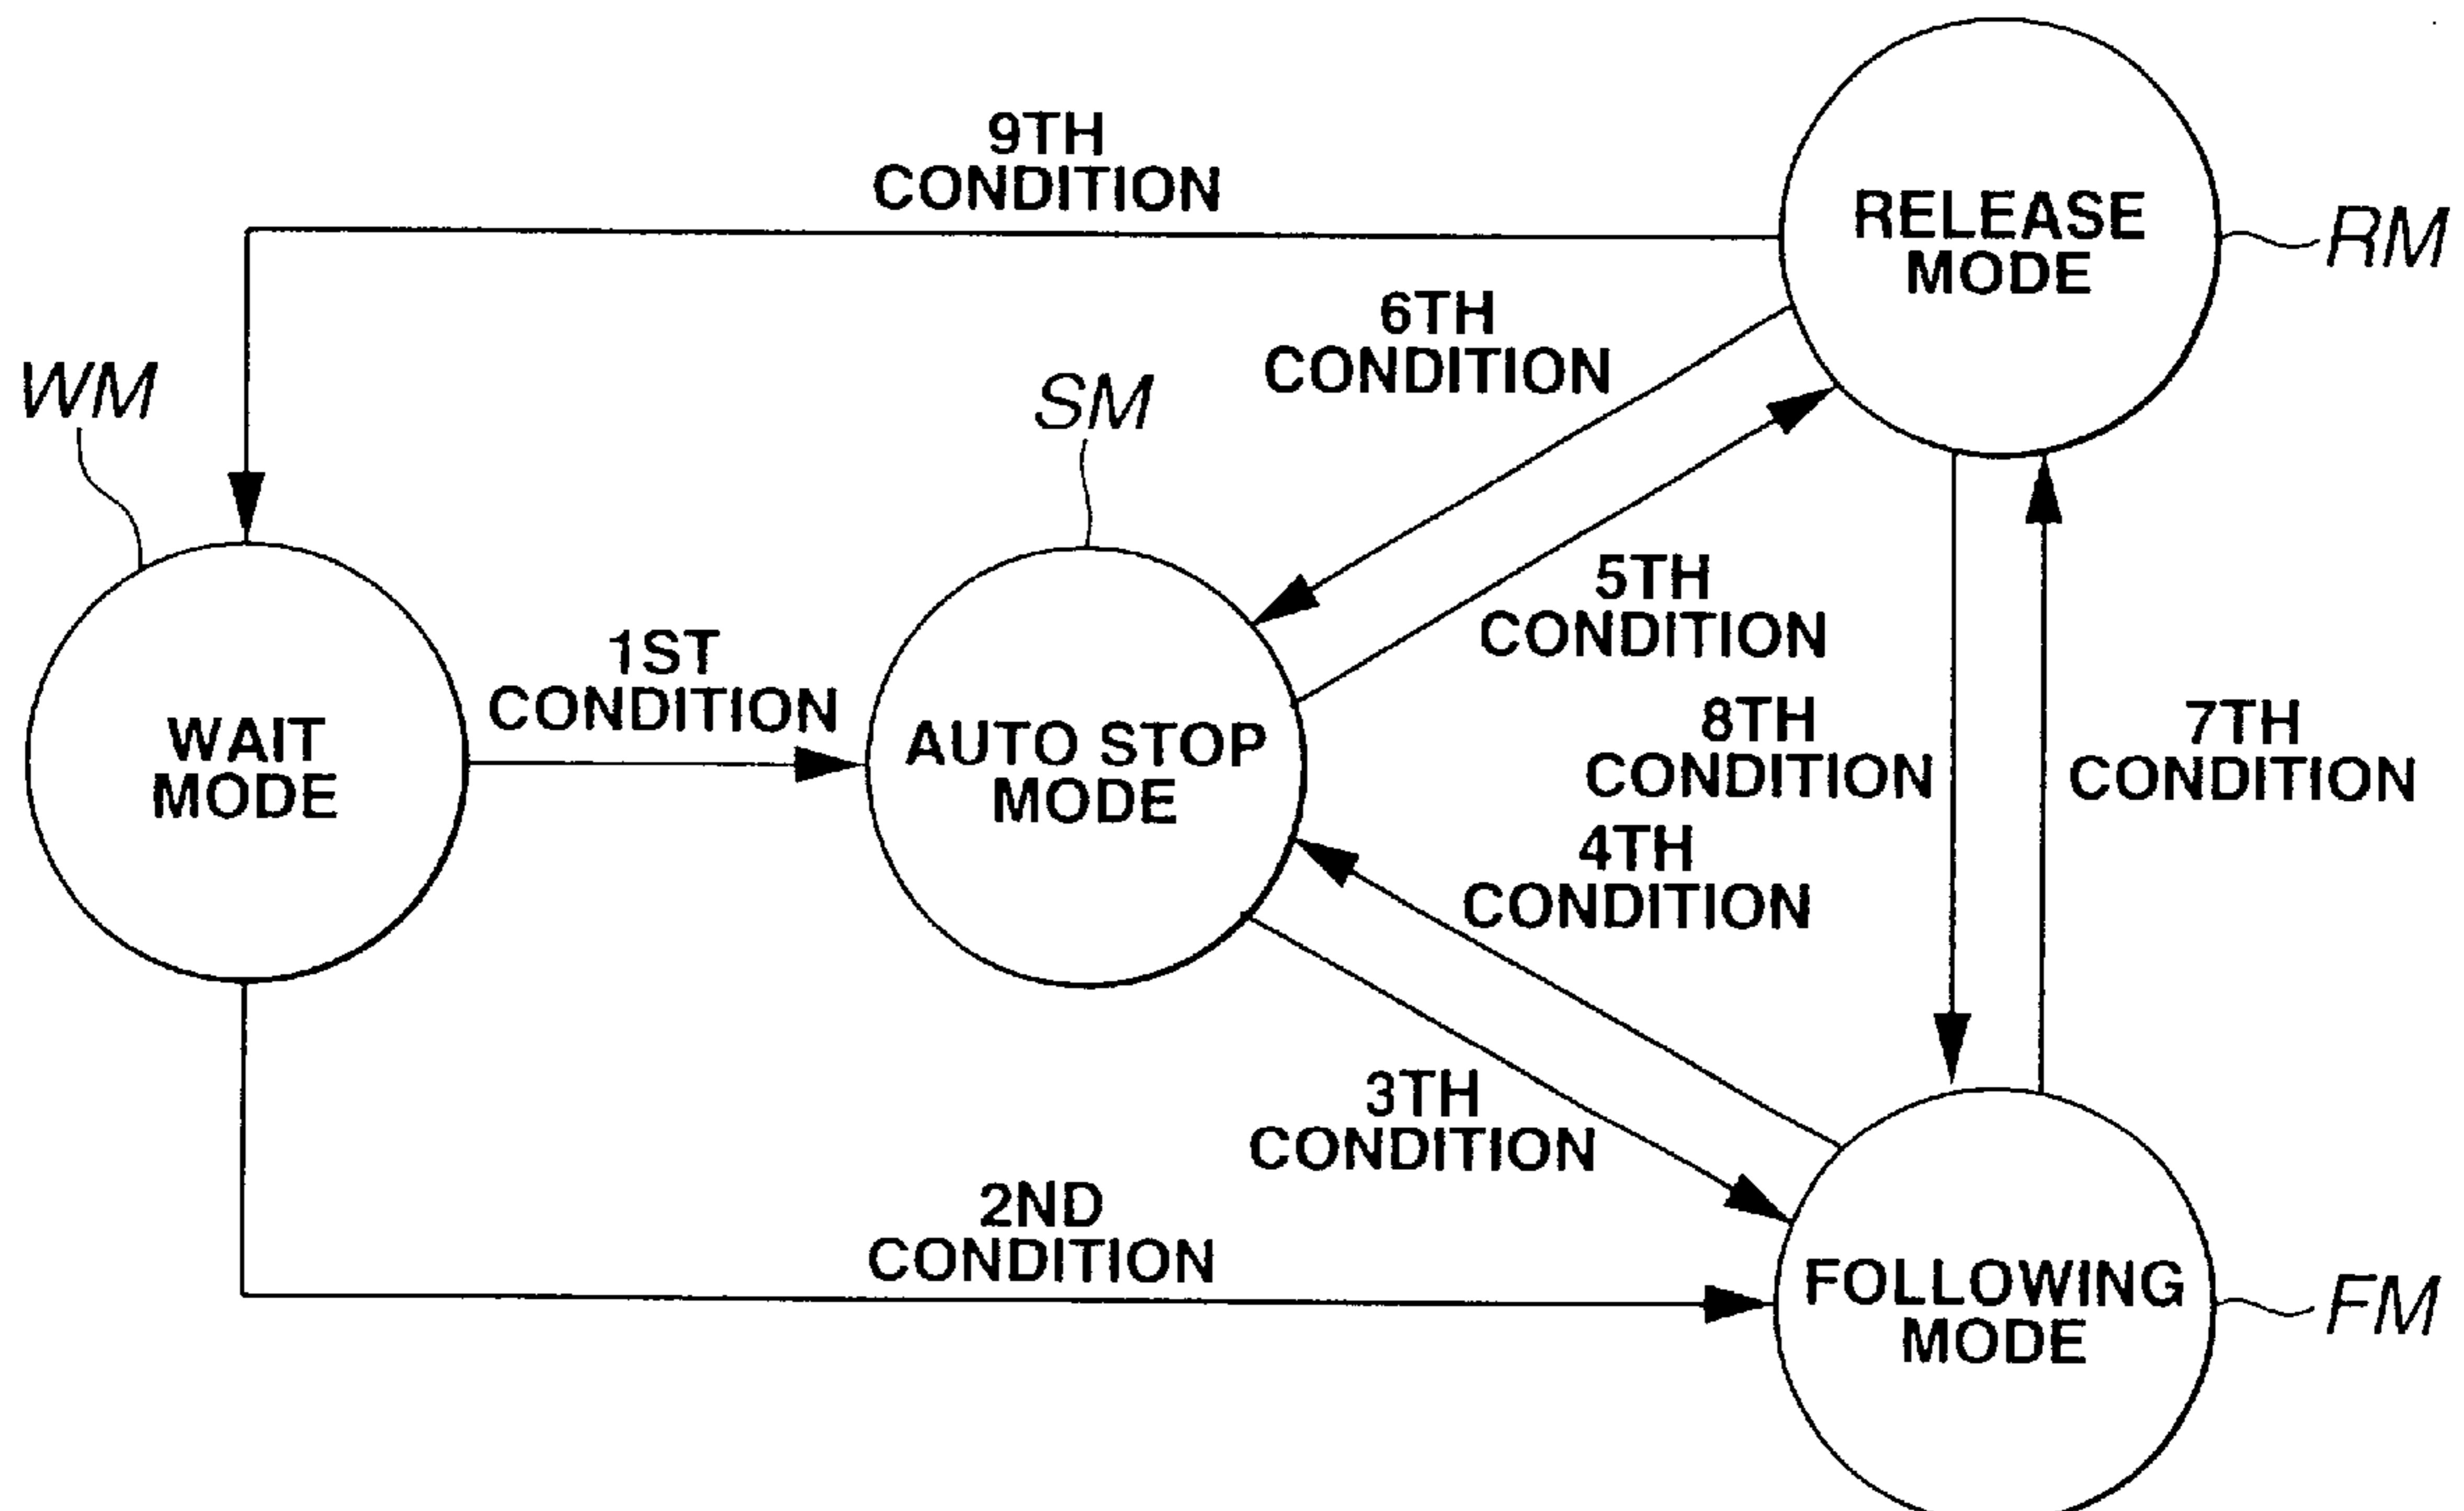 9TH
CONDITION
RELEASE
MODE
RM
6TH
CONDITION
WM
SM
5TH
CONDITION
1ST
CONDITION
WAIT
MODE
AUTO STOP
MODE
8TH
CONDITION
7TH
CONDITION
4TH
CONDITION
3TH
CONDITION
2ND
CONDITION
FOLLOWING
MODE
FM